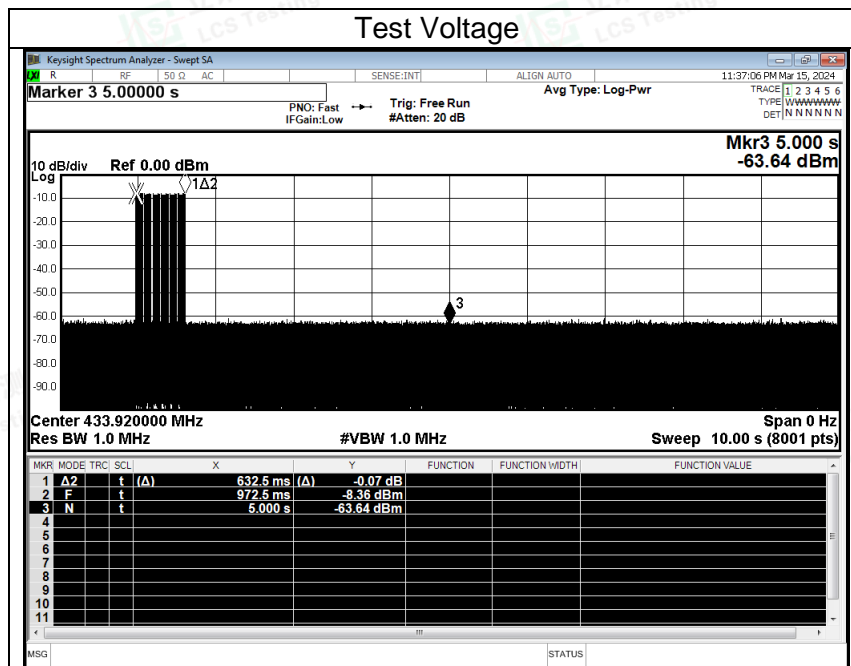 Test Voltage
Keysight Spectrum Analyzer - Swept SA
LXI R RF 50 Ω AC SENSE:INT ALIGN AUTO 11:37:06 PM Mar 15, 2024
Marker 3 5.00000 s
PNO: Fast
IFGain:Low
Trig: Free Run
#Atten: 20 dB
Avg Type: Log-Pwr
TRACE 1 2 3 4 5 6
TYPE WWWWWW
DET N N N N N N
Mkr3 5.000 s
-63.64 dBm
10 dB/div Ref 0.00 dBm
Log
1Δ2
-10.0
-20.0
-30.0
-40.0
-50.0
3
-60.0
-70.0
-80.0
-90.0
Center 433.920000 MHz Span 0 Hz
Res BW 1.0 MHz #VBW 1.0 MHz Sweep 10.00 s (8001 pts)
MKR MODE TRC SCL X Y FUNCTION FUNCTION WIDTH FUNCTION VALUE
1 Δ2 t (Δ) 632.5 ms (Δ) -0.07 dB
2 F t 972.5 ms -8.36 dBm
3 N t 5.000 s -63.64 dBm
4
5
6
7
8
9
10
11
MSG STATUS
LCS Testing
LCS Testing